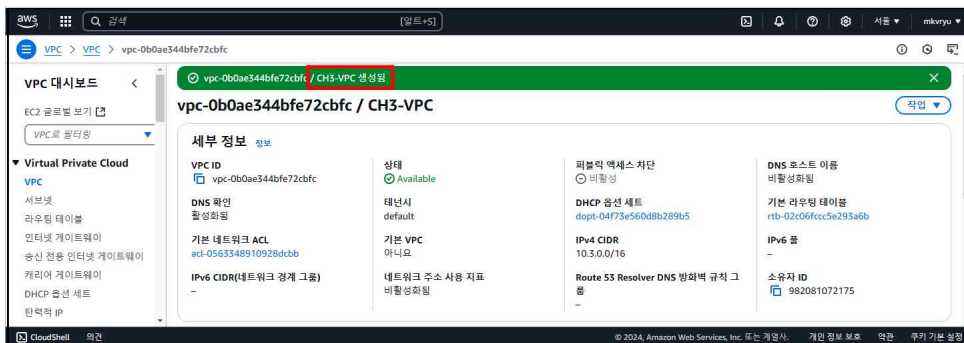 aws 검색 [알트+S] 서울 ▼ mkvryu ▼
VPC > VPC > vpc-0b0ae344bfe72cbfc
VPC 대시보드 <
EC2 글로벌 보기
VPC로 필터링 ▼
▼ Virtual Private Cloud
VPC
서브넷
라우팅 테이블
인터넷 게이트웨이
송신 전용 인터넷 게이트웨이
캐리어 게이트웨이
DHCP 옵션 세트
탄력적 IP
vpc-0b0ae344bfe72cbfc / CH3-VPC 생성됨
vpc-0b0ae344bfe72cbfc / CH3-VPC
작업 ▼
세부 정보 정보
VPC ID
vpc-0b0ae344bfe72cbfc
상태
Available
퍼블릭 액세스 차단
비활성
DNS 호스트 이름
비활성화됨
DNS 확인
활성화됨
테넌시
default
DHCP 옵션 세트
dopt-04f73e560d8b289b5
기본 라우팅 테이블
rtb-02c06fccc5e293a6b
기본 네트워크 ACL
acl-0563348910928dcbb
기본 VPC
아니요
IPv4 CIDR
10.3.0.0/16
IPv6 풀
–
IPv6 CIDR(네트워크 경계 그룹)
–
네트워크 주소 사용 지표
비활성화됨
Route 53 Resolver DNS 방화벽 규칙 그
룹
–
소유자 ID
982081072175
CloudShell 의견 © 2024, Amazon Web Services, Inc. 또는 계열사. 개인 정보 보호 약관 쿠키 기본 설정